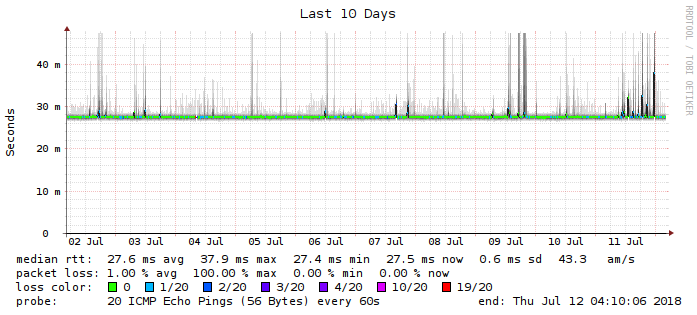 Last 10 Days
RRDTOOL / TOBI OETIKER
Seconds
40 m
30 m
20 m
10 m
0
02 Jul 03 Jul 04 Jul 05 Jul 06 Jul 07 Jul 08 Jul 09 Jul 10 Jul 11 Jul
median rtt: 27.6 ms avg 37.9 ms max 27.4 ms min 27.5 ms now 0.6 ms sd 43.3 am/s
packet loss: 1.00 % avg 100.00 % max 0.00 % min 0.00 % now
loss color: 0 1/20 2/20 3/20 4/20 10/20 19/20
probe: 20 ICMP Echo Pings (56 Bytes) every 60s end: Thu Jul 12 04:10:06 2018